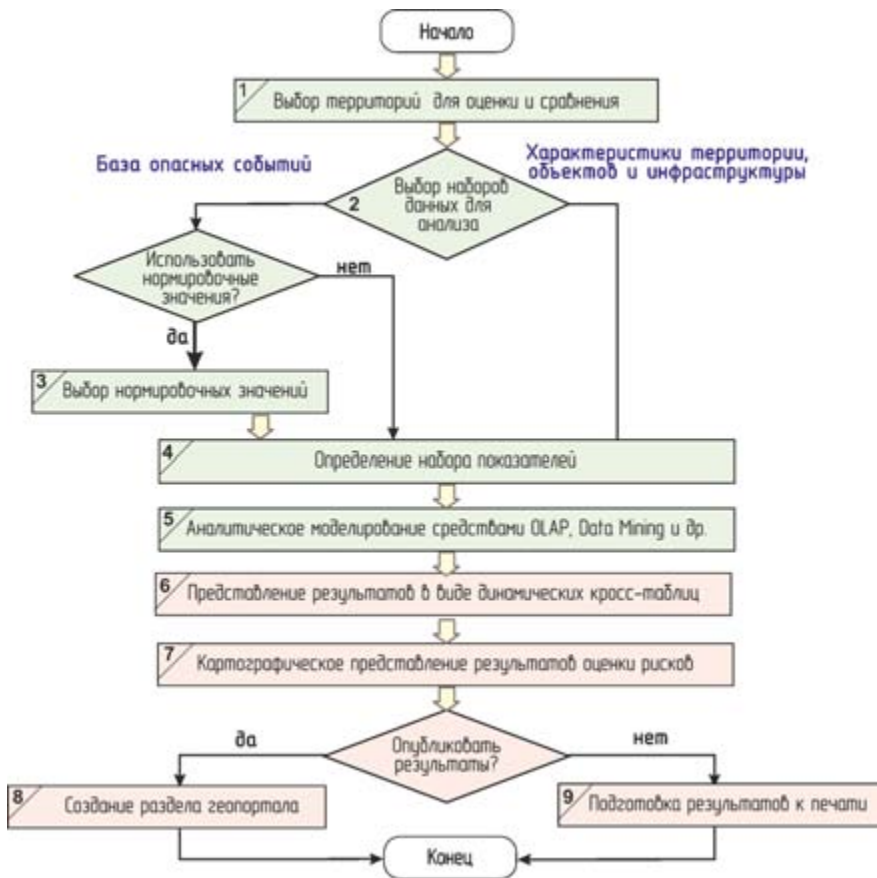 Начало
1
Выбор территорий для оценки и сравнения
База опасных событий
Характеристики территории,
объектов и инфраструктуры
2
Выбор наборов
данных для
анализа
Использовать
нормировочные
значения?
нет
да
3
Выбор нормировочных значений
4
Определение набора показателей
5
Аналитическое моделирование средствами OLAP, Data Mining и др.
6
Представление результатов в виде динамических кросс-таблиц
7
Картографическое представление результатов оценки рисков
да
Опубликовать
результаты?
нет
8
Создание раздела геопортала
9
Подготовка результатов к печати
Конец